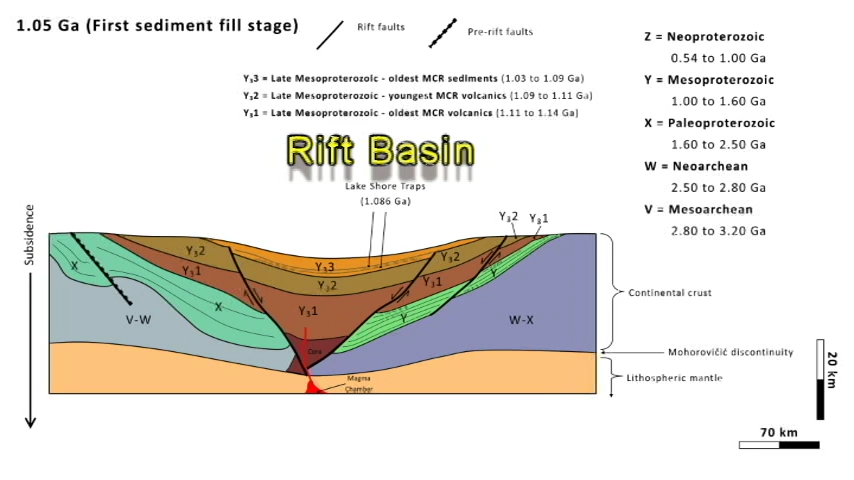 1.05 Ga (First sediment fill stage)
Rift faults
Pre-rift faults
Y₃3 = Late Mesoproterozoic - oldest MCR sediments (1.03 to 1.09 Ga)
Y₃2 = Late Mesoproterozoic - youngest MCR volcanics (1.09 to 1.11 Ga)
Y₃1 = Late Mesoproterozoic - oldest MCR volcanics (1.11 to 1.14 Ga)
Z = Neoproterozoic
0.54 to 1.00 Ga
Y = Mesoproterozoic
1.00 to 1.60 Ga
X = Paleoproterozoic
1.60 to 2.50 Ga
W = Neoarchean
2.50 to 2.80 Ga
V = Mesoarchean
2.80 to 3.20 Ga
Rift Basin
Lake Shore Traps
(1.086 Ga)
Subsidence
Y₃2
Y₃1
Y₃2
Y₃3
Y₃2
X
Y₃1
Y₃2
Y₃1
Y
X
Y₃1
Y
V-W
W-X
Core
Magma
Chamber
Continental crust
Mohorovičić discontinuity
Lithospheric mantle
20 km
70 km